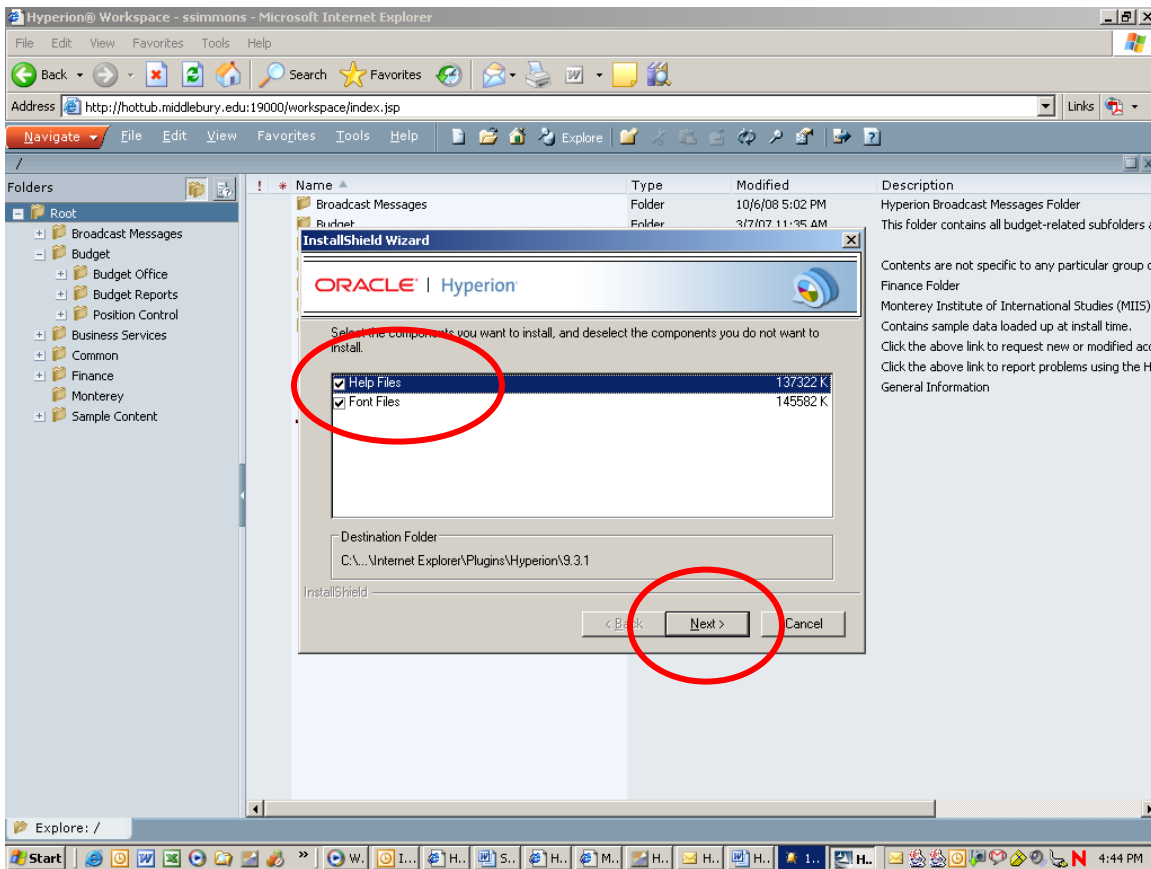 Hyperion® Workspace - ssimmons - Microsoft Internet Explorer
File Edit View Favorites Tools Help
Back Search Favorites
Address http://hottub.middlebury.edu:19000/workspace/index.jsp Links
Navigate File Edit View Favorites Tools Help Explore
/
Folders
Root
Broadcast Messages
Budget
Budget Office
Budget Reports
Position Control
Business Services
Common
Finance
Monterey
Sample Content
! * Name Type Modified Description
Broadcast Messages Folder 10/6/08 5:02 PM Hyperion Broadcast Messages Folder
Budget Folder 3/7/07 11:35 AM This folder contains all budget-related subfolders
Contents are not specific to any particular group
Finance Folder
Monterey Institute of International Studies (MIIS)
Contains sample data loaded up at install time.
Click the above link to request new or modified acc
Click the above link to report problems using the H
General Information
InstallShield Wizard
ORACLE | Hyperion
Select the components you want to install, and deselect the components you do not want to
install.
Help Files 137322 K
Font Files 145582 K
Destination Folder
C:\...\Internet Explorer\Plugins\Hyperion\9.3.1
InstallShield
< Back Next > Cancel
Explore: /
Start » W.. I... H.. S.. H.. M.. H.. H.. H.. 1.. H.. 4:44 PM